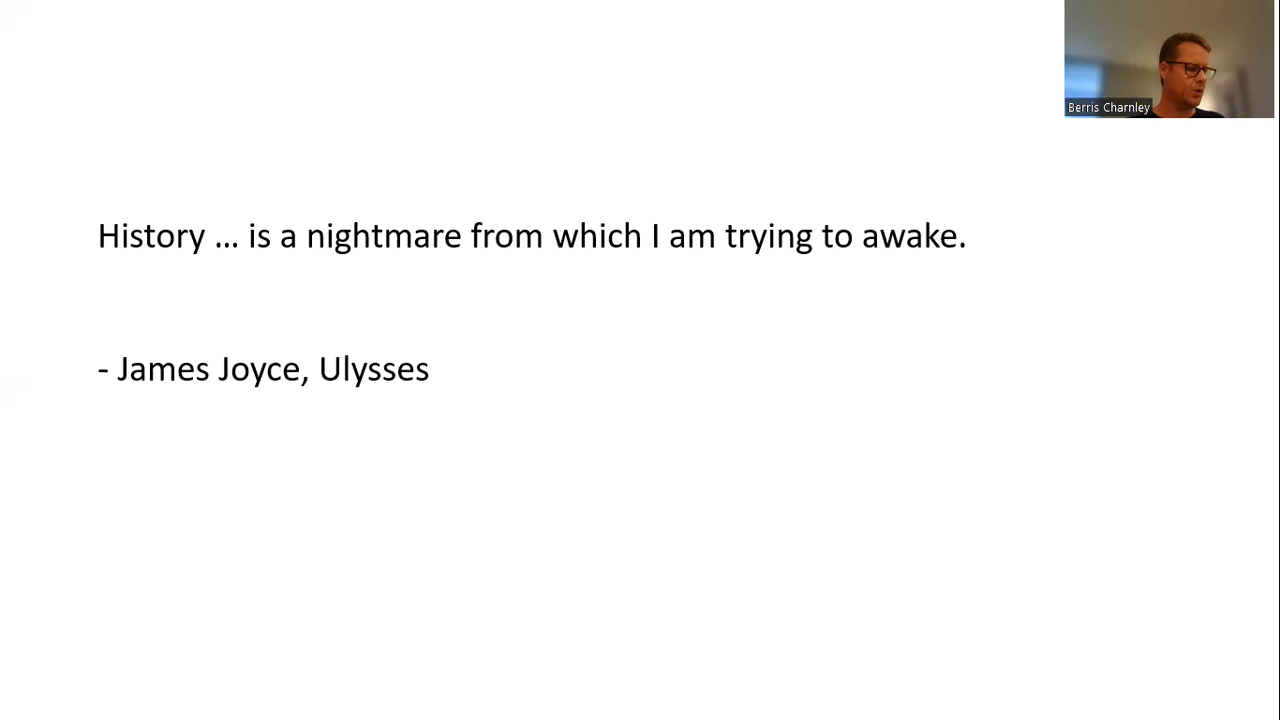 Berris Charnley
History ... is a nightmare from which I am trying to awake.
- James Joyce, Ulysses